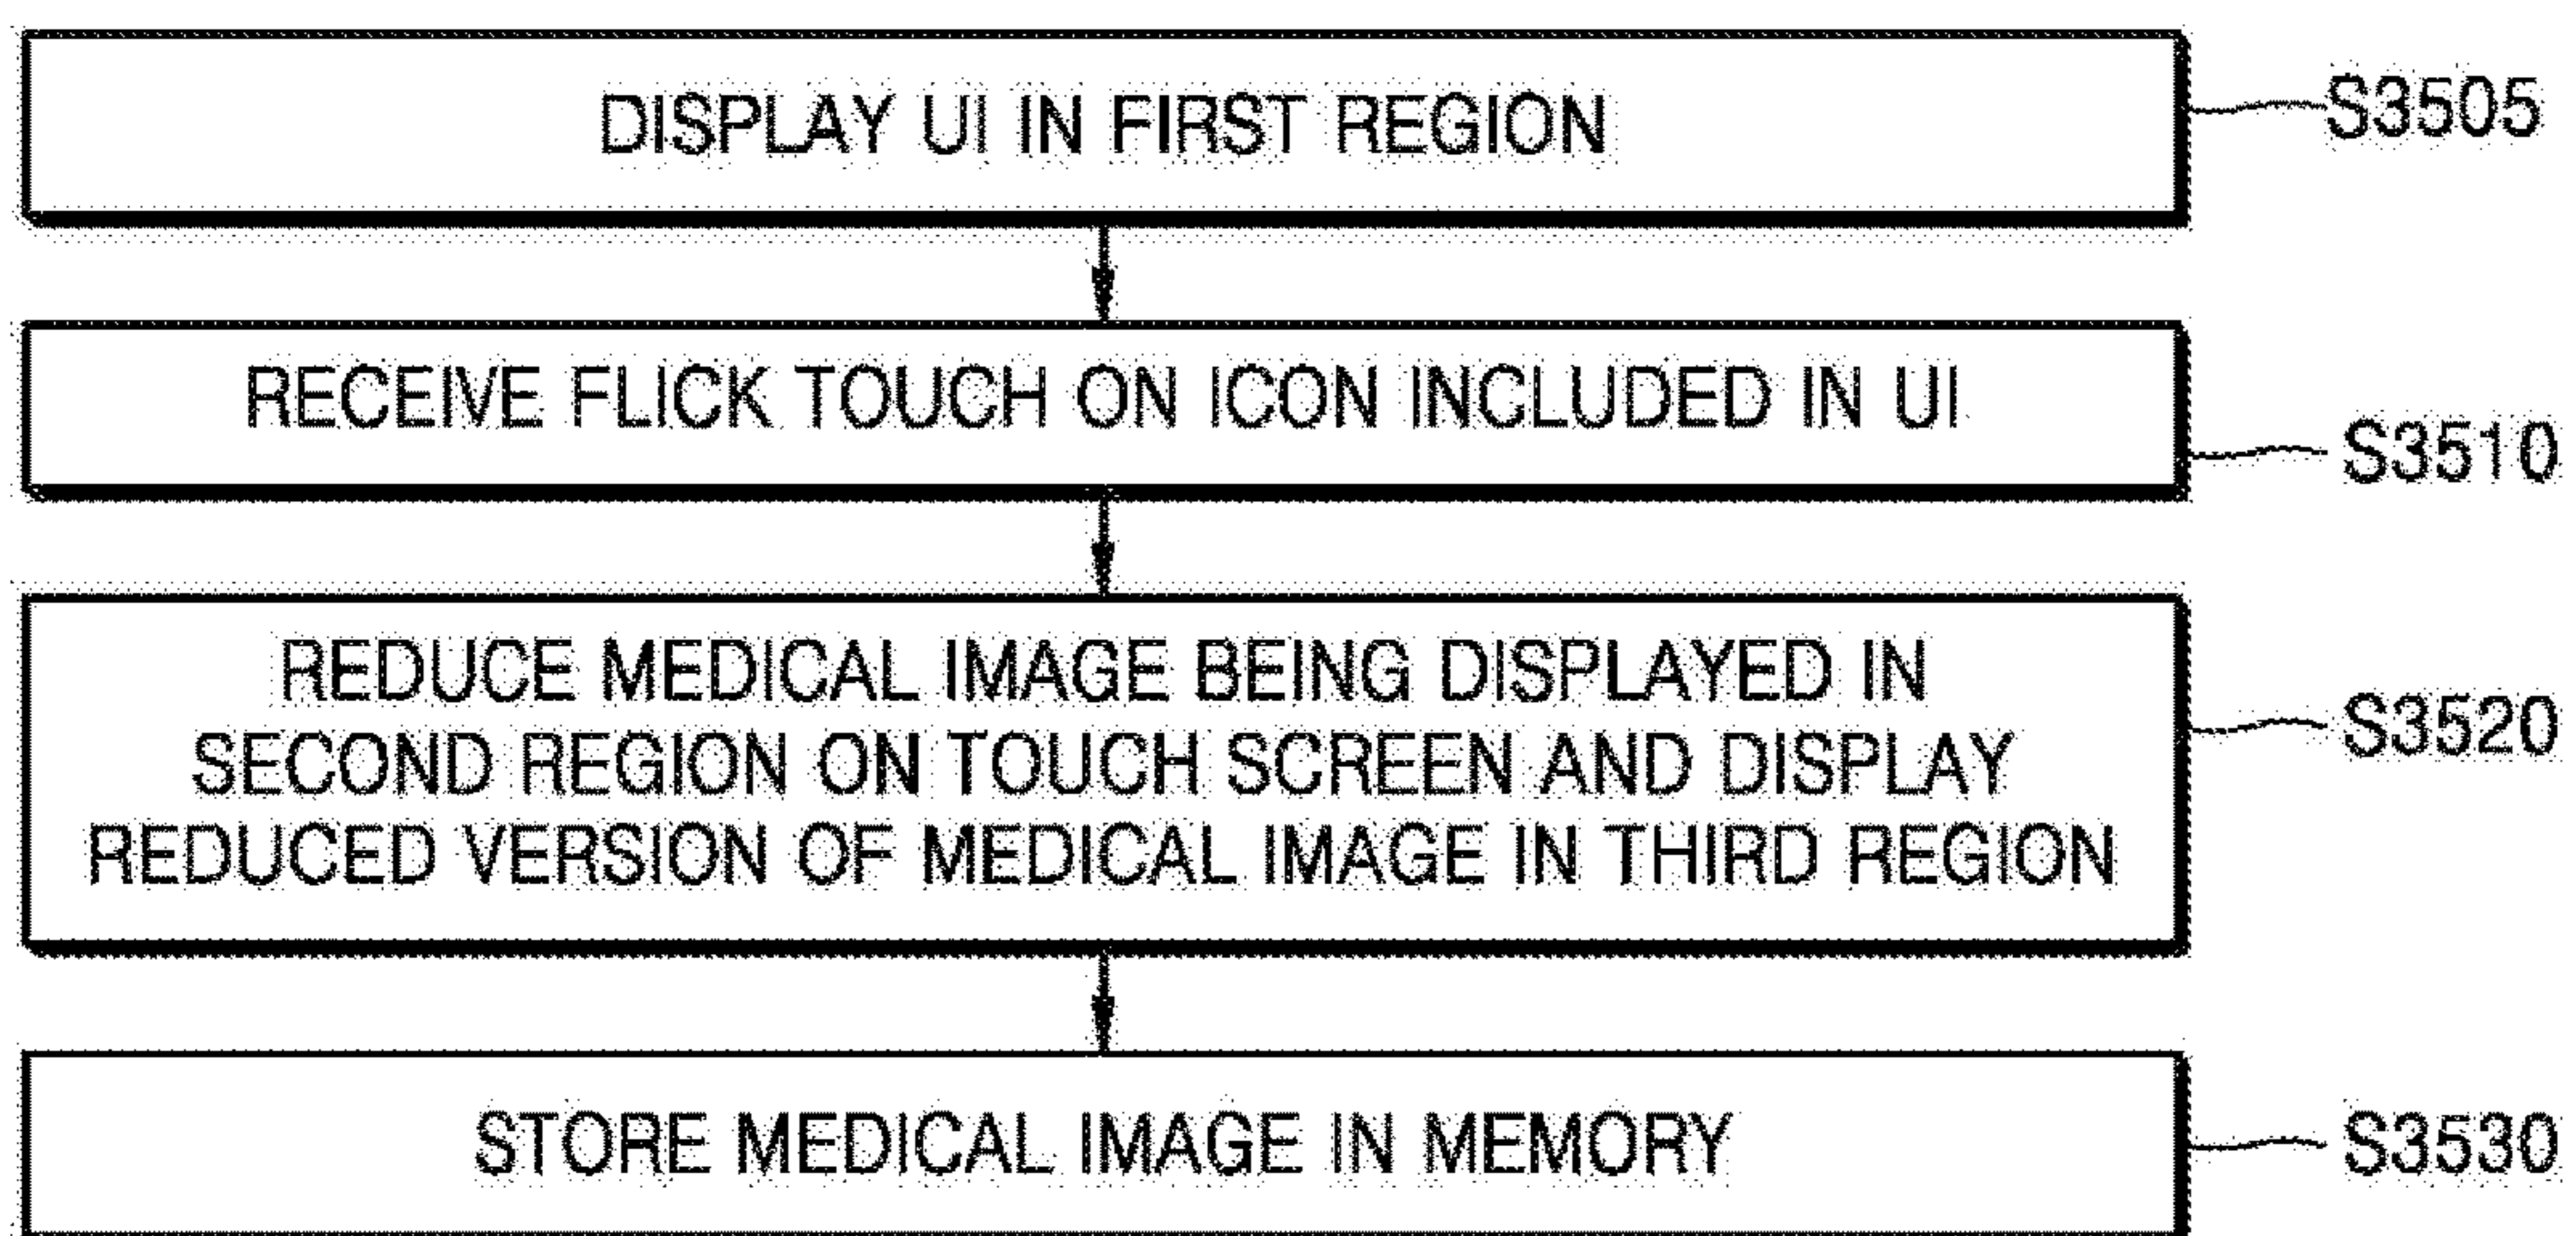 DISPLAY UI IN FIRST REGION
S3505
RECEIVE FLICK TOUCH ON ICON INCLUDED IN UI
S3510
REDUCE MEDICAL IMAGE BEING DISPLAYED IN
SECOND REGION ON TOUCH SCREEN AND DISPLAY
REDUCED VERSION OF MEDICAL IMAGE IN THIRD REGION
S3520
STORE MEDICAL IMAGE IN MEMORY
S3530